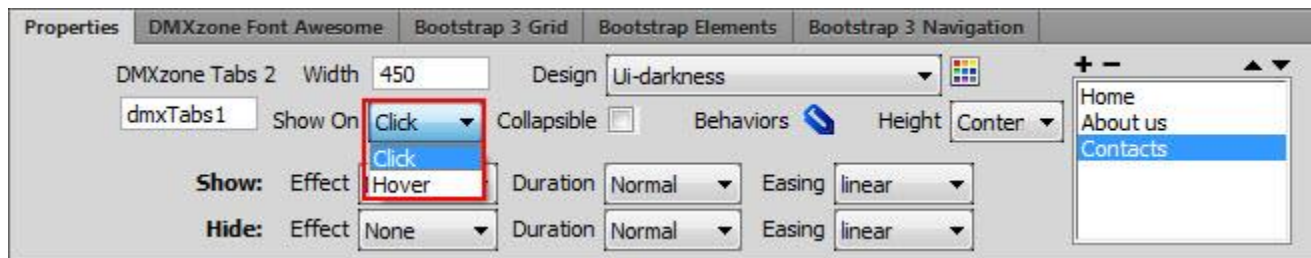 Properties DMXzone Font Awesome Bootstrap 3 Grid Bootstrap Elements Bootstrap 3 Navigation
DMXzone Tabs 2 Width 450 Design Ui-darkness
dmxTabs1 Show On Click Collapsible Behaviors Height Conter
Click
Hover
Show: Effect Duration Normal Easing linear
Hide: Effect None Duration Normal Easing linear
Home
About us
Contacts